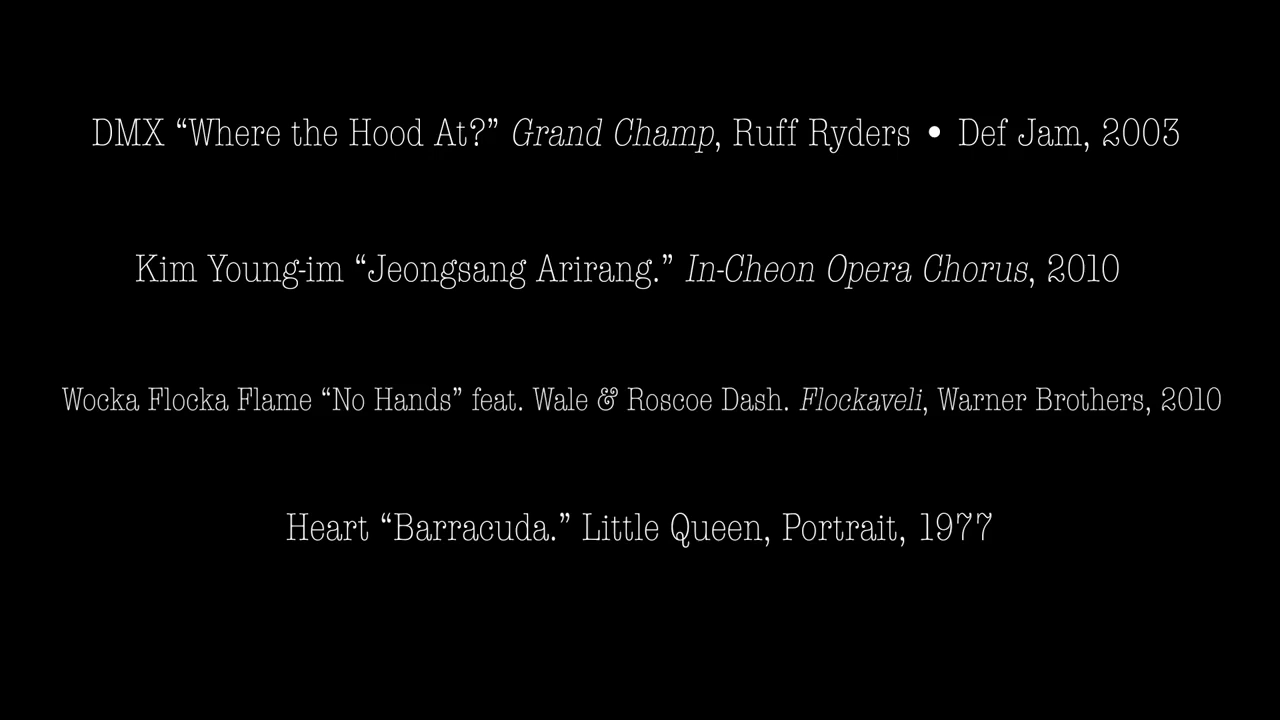 DMX “Where the Hood At?” Grand Champ, Ruff Ryders • Def Jam, 2003
Kim Young-im “Jeongsang Arirang.” In-Cheon Opera Chorus, 2010
Wocka Flocka Flame “No Hands” feat. Wale & Roscoe Dash. Flockaveli, Warner Brothers, 2010
Heart “Barracuda.” Little Queen, Portrait, 1977